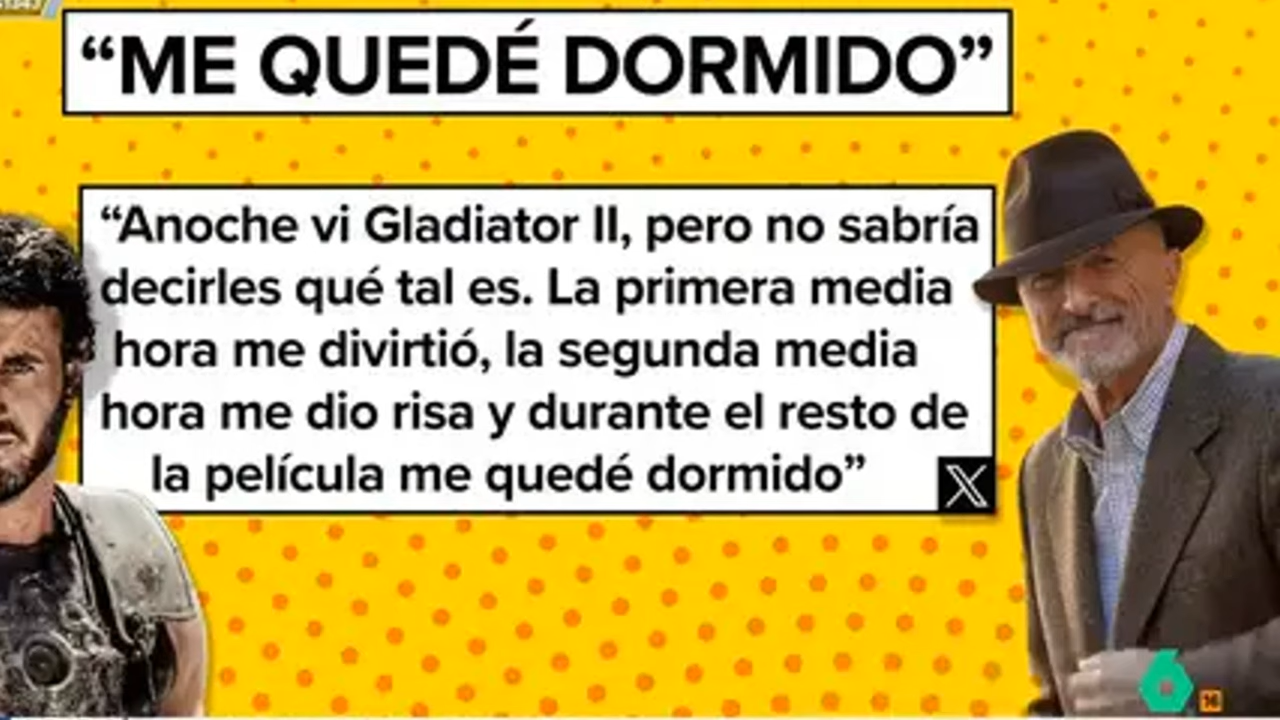 “ME QUEDÉ DORMIDO”
“Anoche vi Gladiator II, pero no sabría
decirles qué tal es. La primera media
hora me divirtió, la segunda media
hora me dio risa y durante el resto de
la película me quedé dormido”
X
6